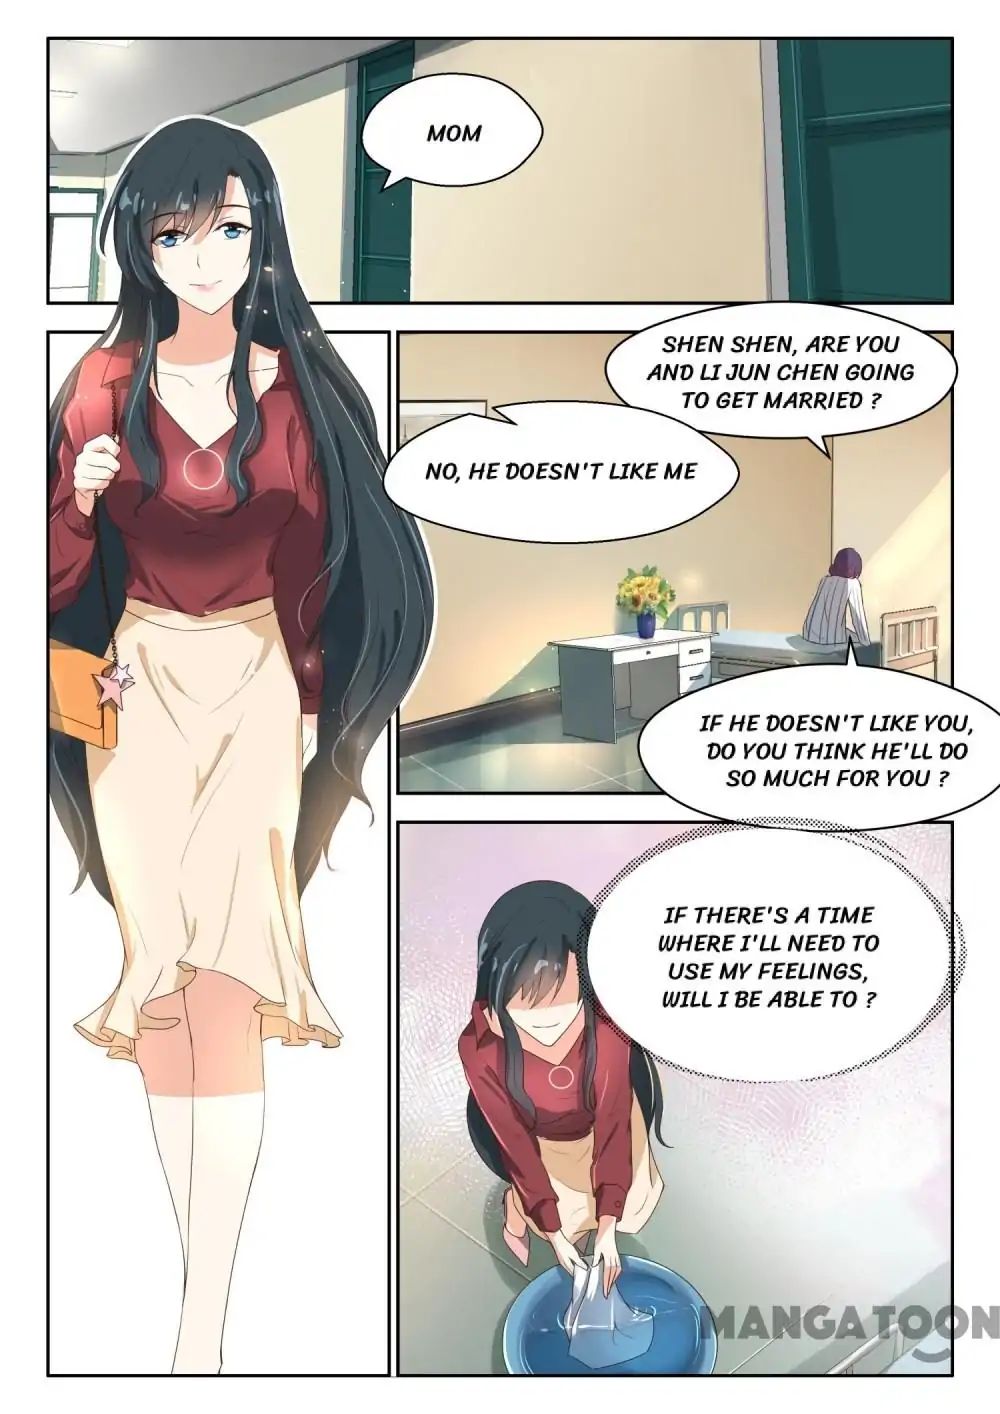 MOM
SHEN SHEN, ARE YOU
AND LI JUN CHEN GOING
TO GET MARRIED ?
NO, HE DOESN'T LIKE ME
IF HE DOESN'T LIKE YOU,
DO YOU THINK HE'LL DO
SO MUCH FOR YOU ?
IF THERE'S A TIME
WHERE I'LL NEED TO
USE MY FEELINGS,
WILL I BE ABLE TO ?
MANGATOON